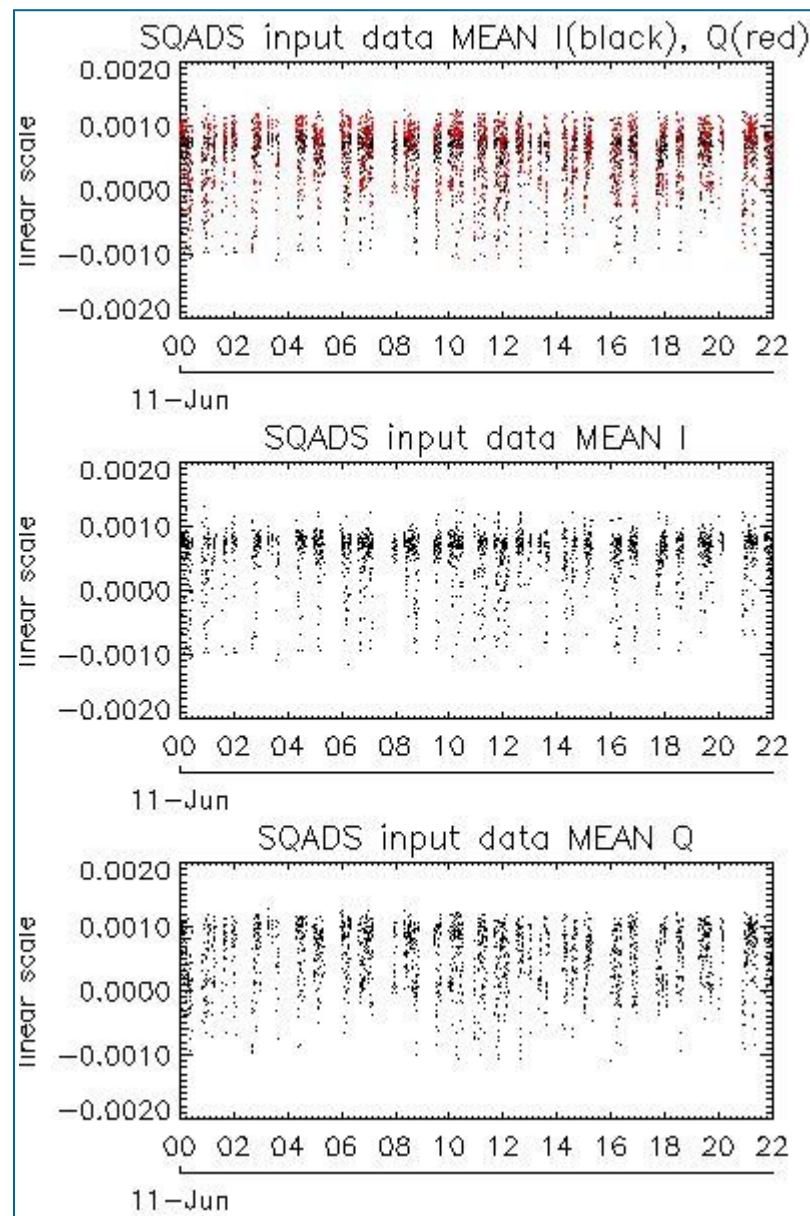 SQADS input data MEAN I(black), Q(red)
linear scale
0.0020
0.0010
0.0000
-0.0010
-0.0020
00 02 04 06 08 10 12 14 16 18 20 22
11-Jun
SQADS input data MEAN I
linear scale
0.0020
0.0010
0.0000
-0.0010
-0.0020
00 02 04 06 08 10 12 14 16 18 20 22
11-Jun
SQADS input data MEAN Q
linear scale
0.0020
0.0010
0.0000
-0.0010
-0.0020
00 02 04 06 08 10 12 14 16 18 20 22
11-Jun